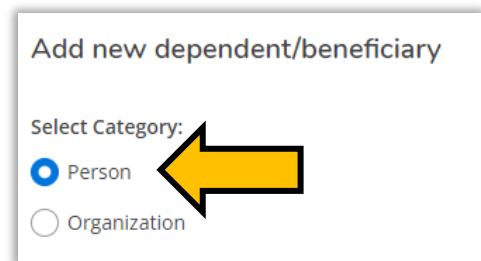 Add new dependent/beneficiary
Select Category:
Person
Organization